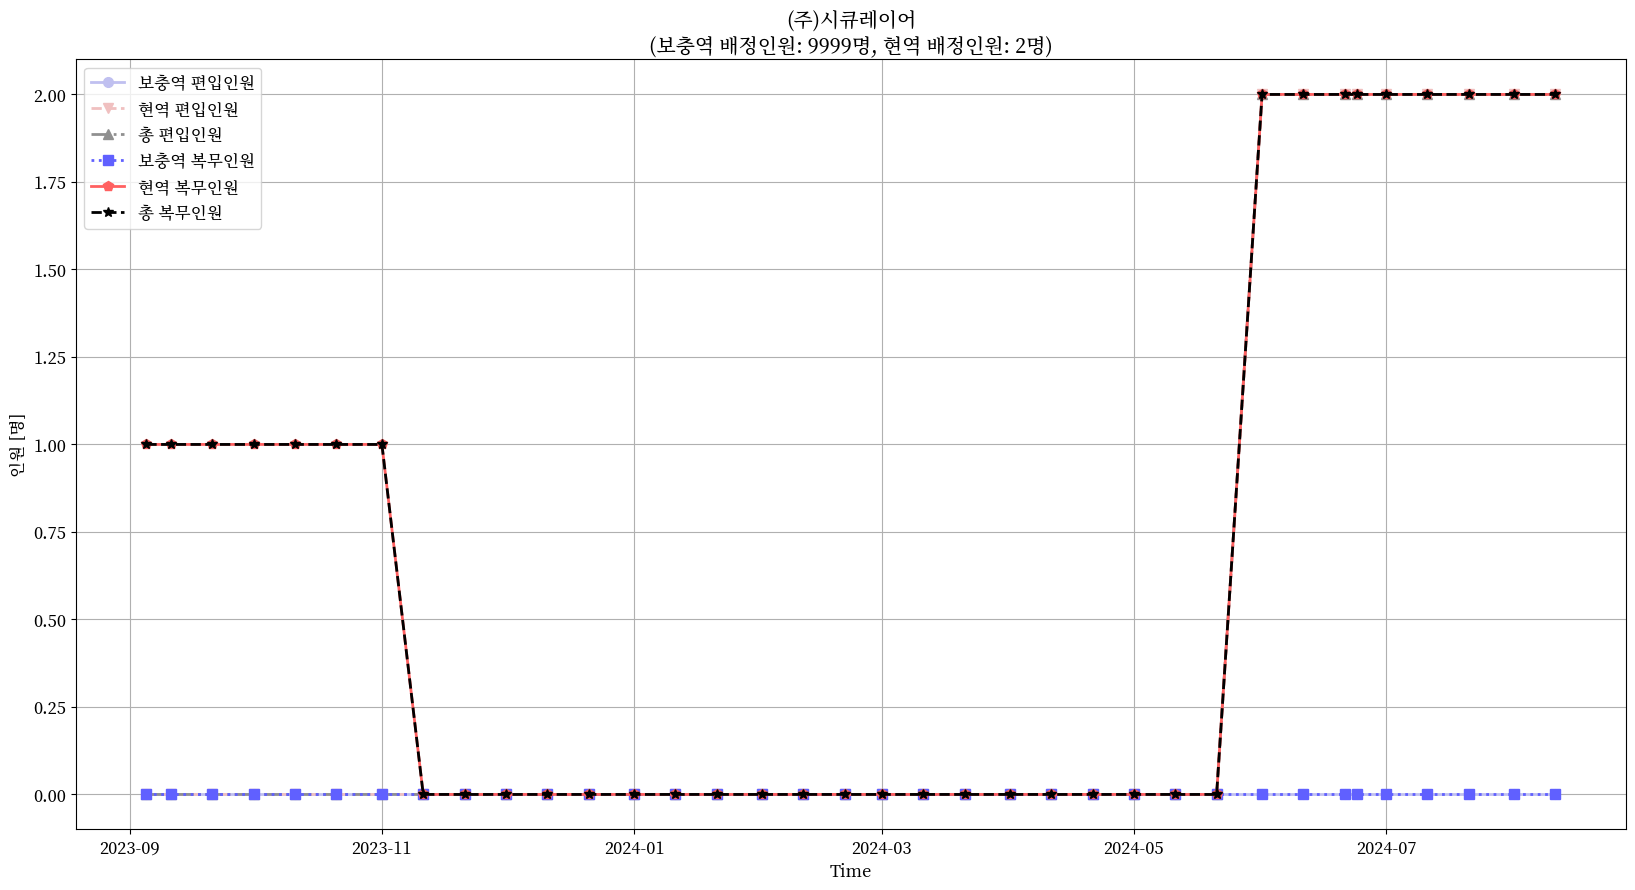 (주)시큐레이어
(보충역 배정인원: 9999명, 현역 배정인원: 2명)
보충역 편입인원
현역 편입인원
총 편입인원
보충역 복무인원
현역 복무인원
총 복무인원
2.00
1.75
1.50
1.25
1.00
0.75
0.50
0.25
0.00
인원 [명]
2023-09
2023-11
2024-01
2024-03
2024-05
2024-07
Time